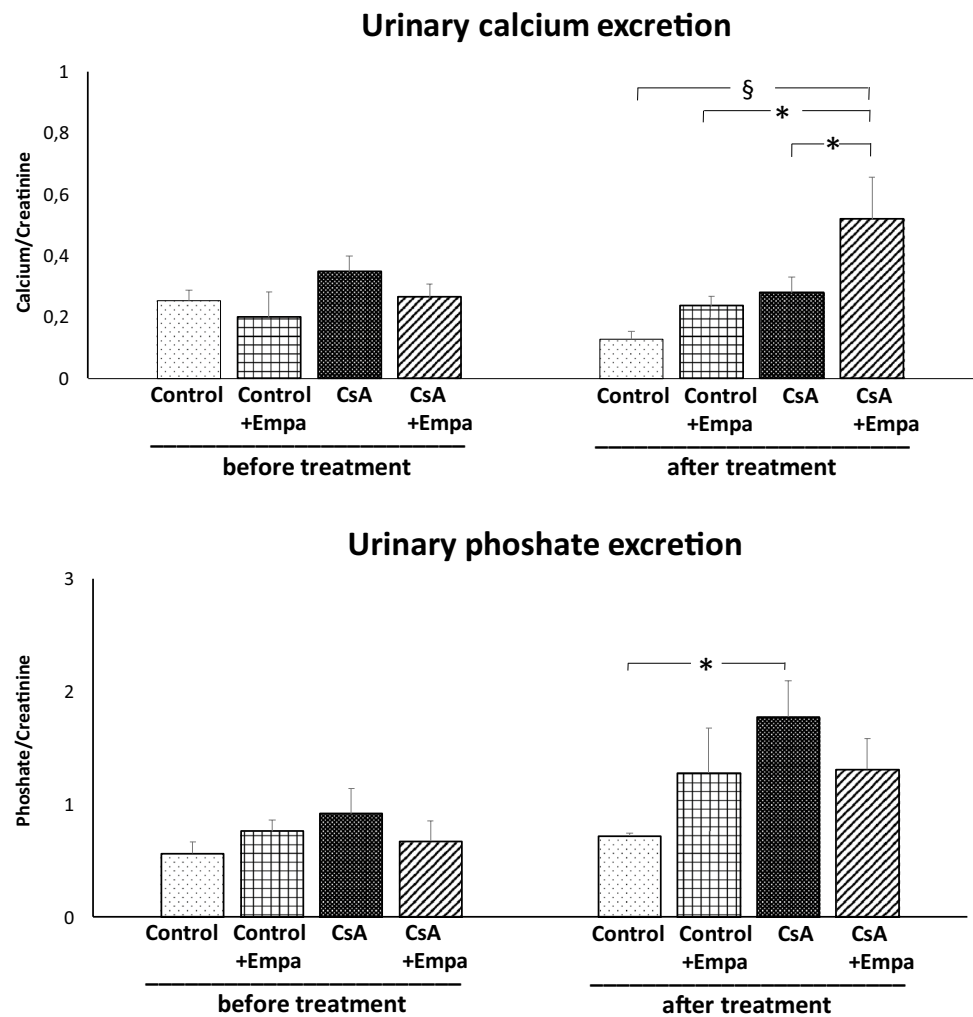 Urinary calcium excretion
1
0,8
0,6
0,4
0,2
0
Calcium/Creatinine
§
*
*
Control Control CsA CsA Control Control CsA CsA
+Empa +Empa +Empa +Empa
before treatment after treatment
Urinary phoshate excretion
3
2
1
0
Phoshate/Creatinine
*
Control Control CsA CsA Control Control CsA CsA
+Empa +Empa +Empa +Empa
before treatment after treatment